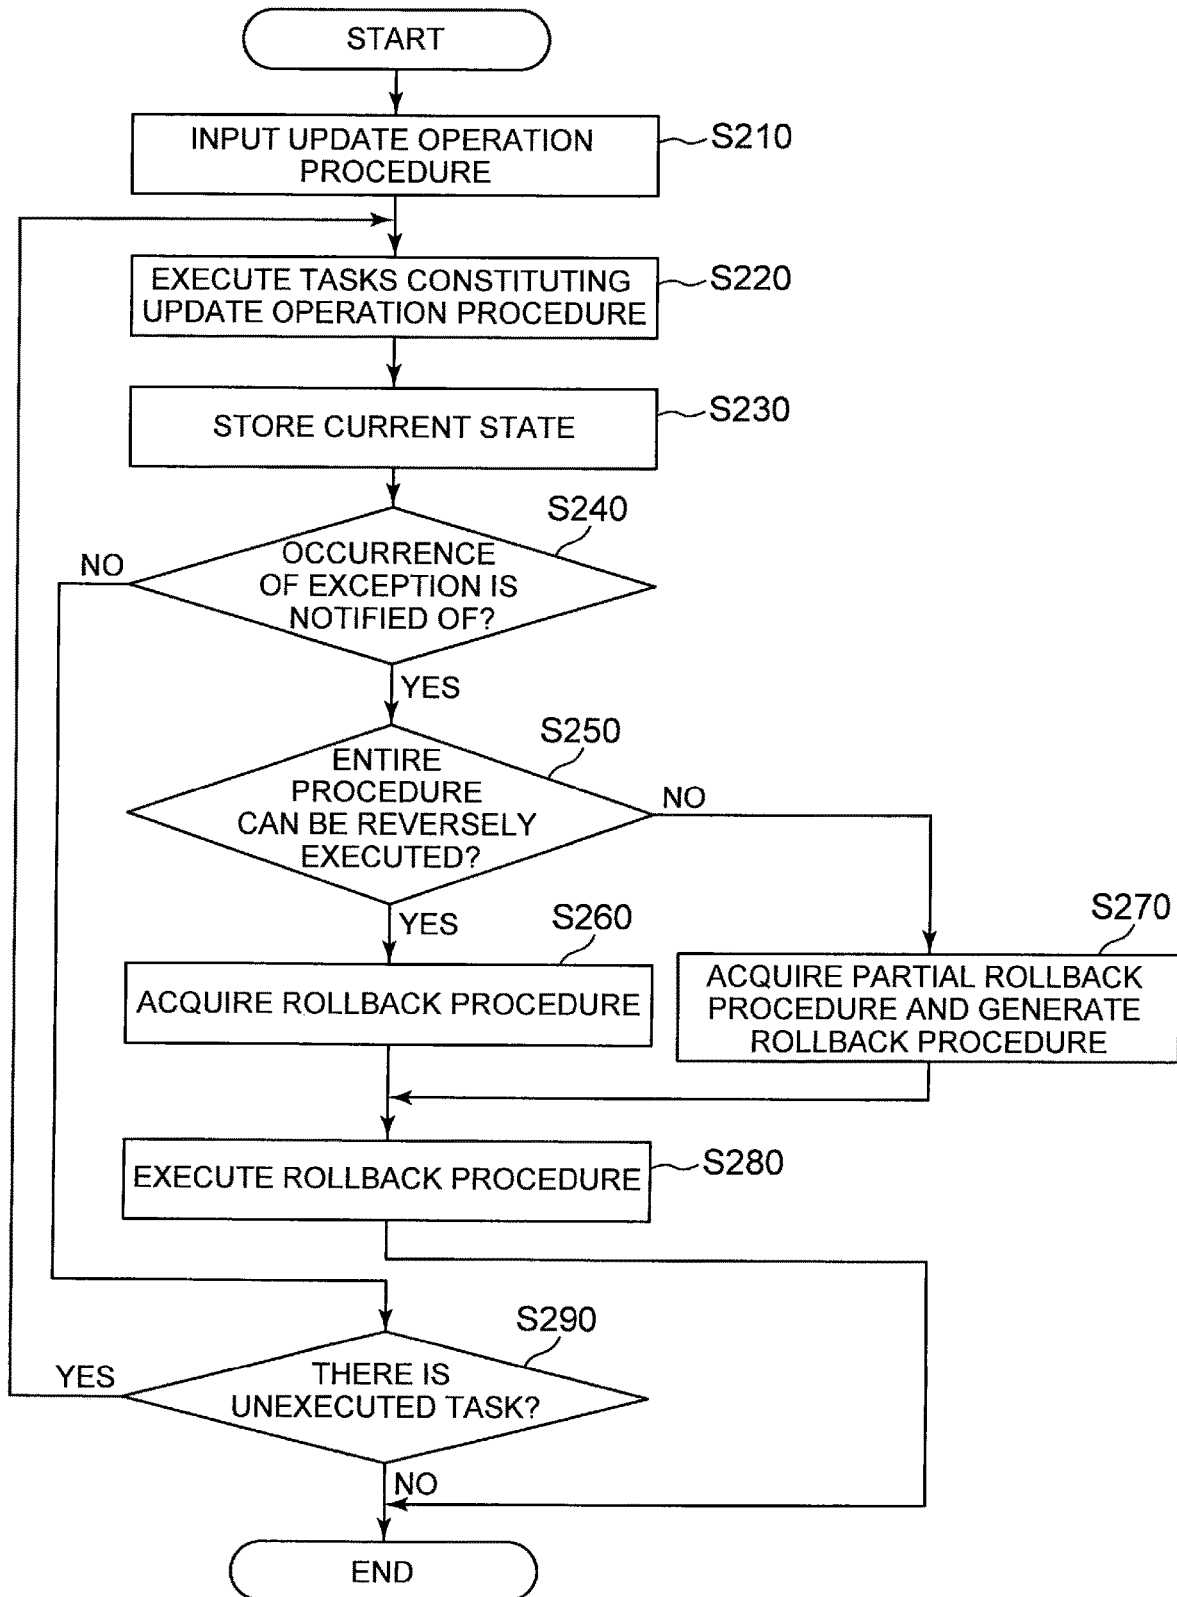 START
INPUT UPDATE OPERATION
PROCEDURE
S210
EXECUTE TASKS CONSTITUTING
UPDATE OPERATION PROCEDURE
S220
STORE CURRENT STATE
S230
S240
OCCURRENCE
OF EXCEPTION IS
NOTIFIED OF?
NO
YES
S250
ENTIRE
PROCEDURE
CAN BE REVERSELY
EXECUTED?
NO
YES
S260
ACQUIRE ROLLBACK PROCEDURE
S270
ACQUIRE PARTIAL ROLLBACK
PROCEDURE AND GENERATE
ROLLBACK PROCEDURE
EXECUTE ROLLBACK PROCEDURE
S280
S290
THERE IS
UNEXECUTED TASK?
YES
NO
END